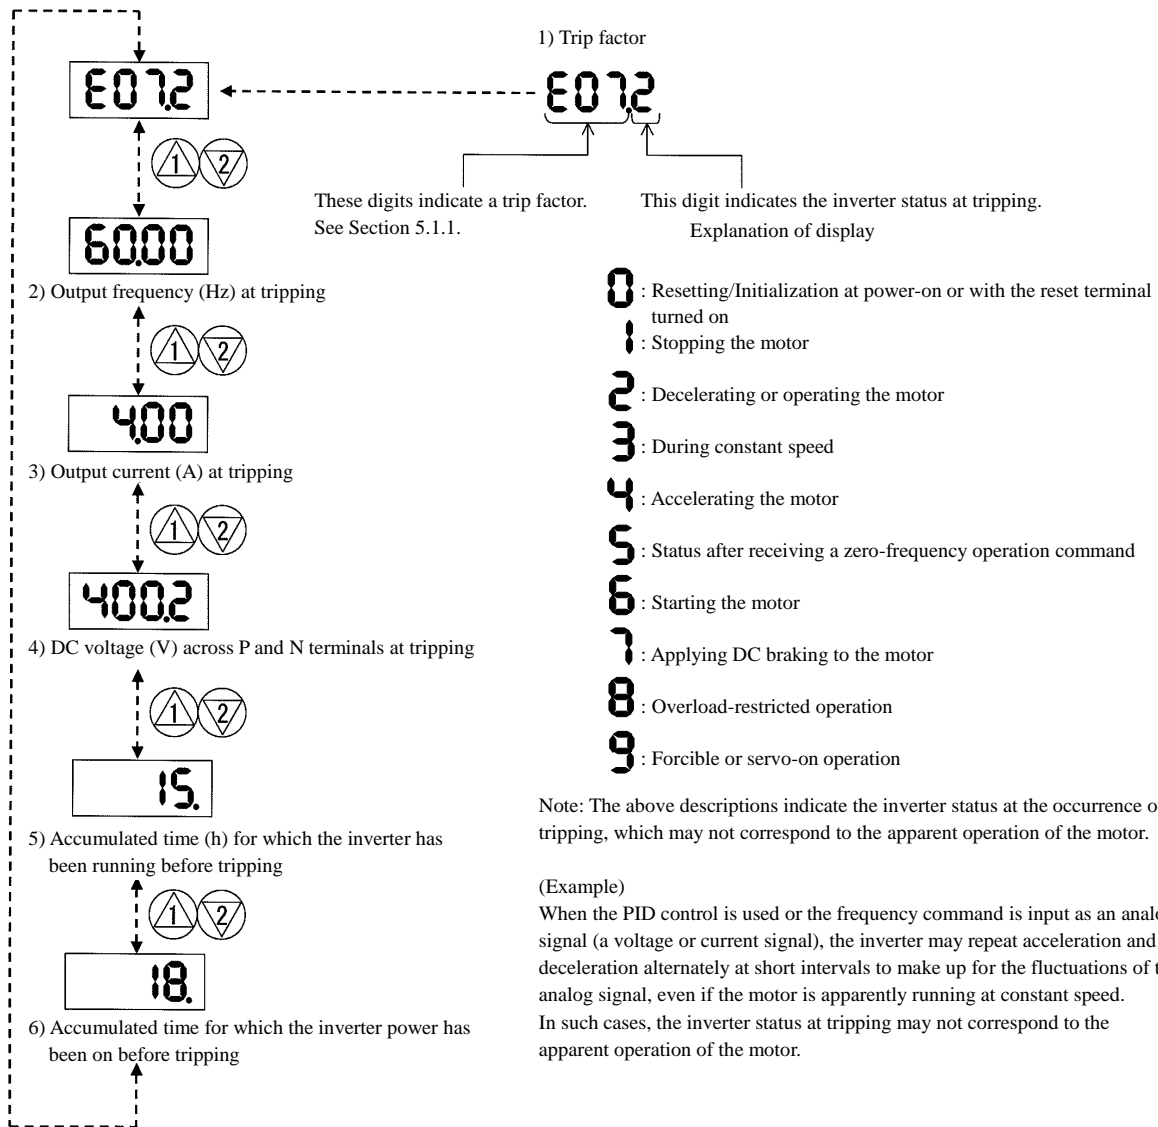 1) Trip factor
E07.2
E07.2
1 2
These digits indicate a trip factor.
See Section 5.1.1.
This digit indicates the inverter status at tripping.
Explanation of display
60.00
2) Output frequency (Hz) at tripping
1 2
4.00
3) Output current (A) at tripping
1 2
400.2
4) DC voltage (V) across P and N terminals at tripping
1 2
15.
5) Accumulated time (h) for which the inverter has
been running before tripping
1 2
18.
6) Accumulated time for which the inverter power has
been on before tripping
0 : Resetting/Initialization at power-on or with the reset terminal
turned on
1 : Stopping the motor
2 : Decelerating or operating the motor
3 : During constant speed
4 : Accelerating the motor
5 : Status after receiving a zero-frequency operation command
6 : Starting the motor
7 : Applying DC braking to the motor
8 : Overload-restricted operation
9 : Forcible or servo-on operation
Note: The above descriptions indicate the inverter status at the occurrence o
tripping, which may not correspond to the apparent operation of the motor.
(Example)
When the PID control is used or the frequency command is input as an anal
signal (a voltage or current signal), the inverter may repeat acceleration and
deceleration alternately at short intervals to make up for the fluctuations of t
analog signal, even if the motor is apparently running at constant speed.
In such cases, the inverter status at tripping may not correspond to the
apparent operation of the motor.